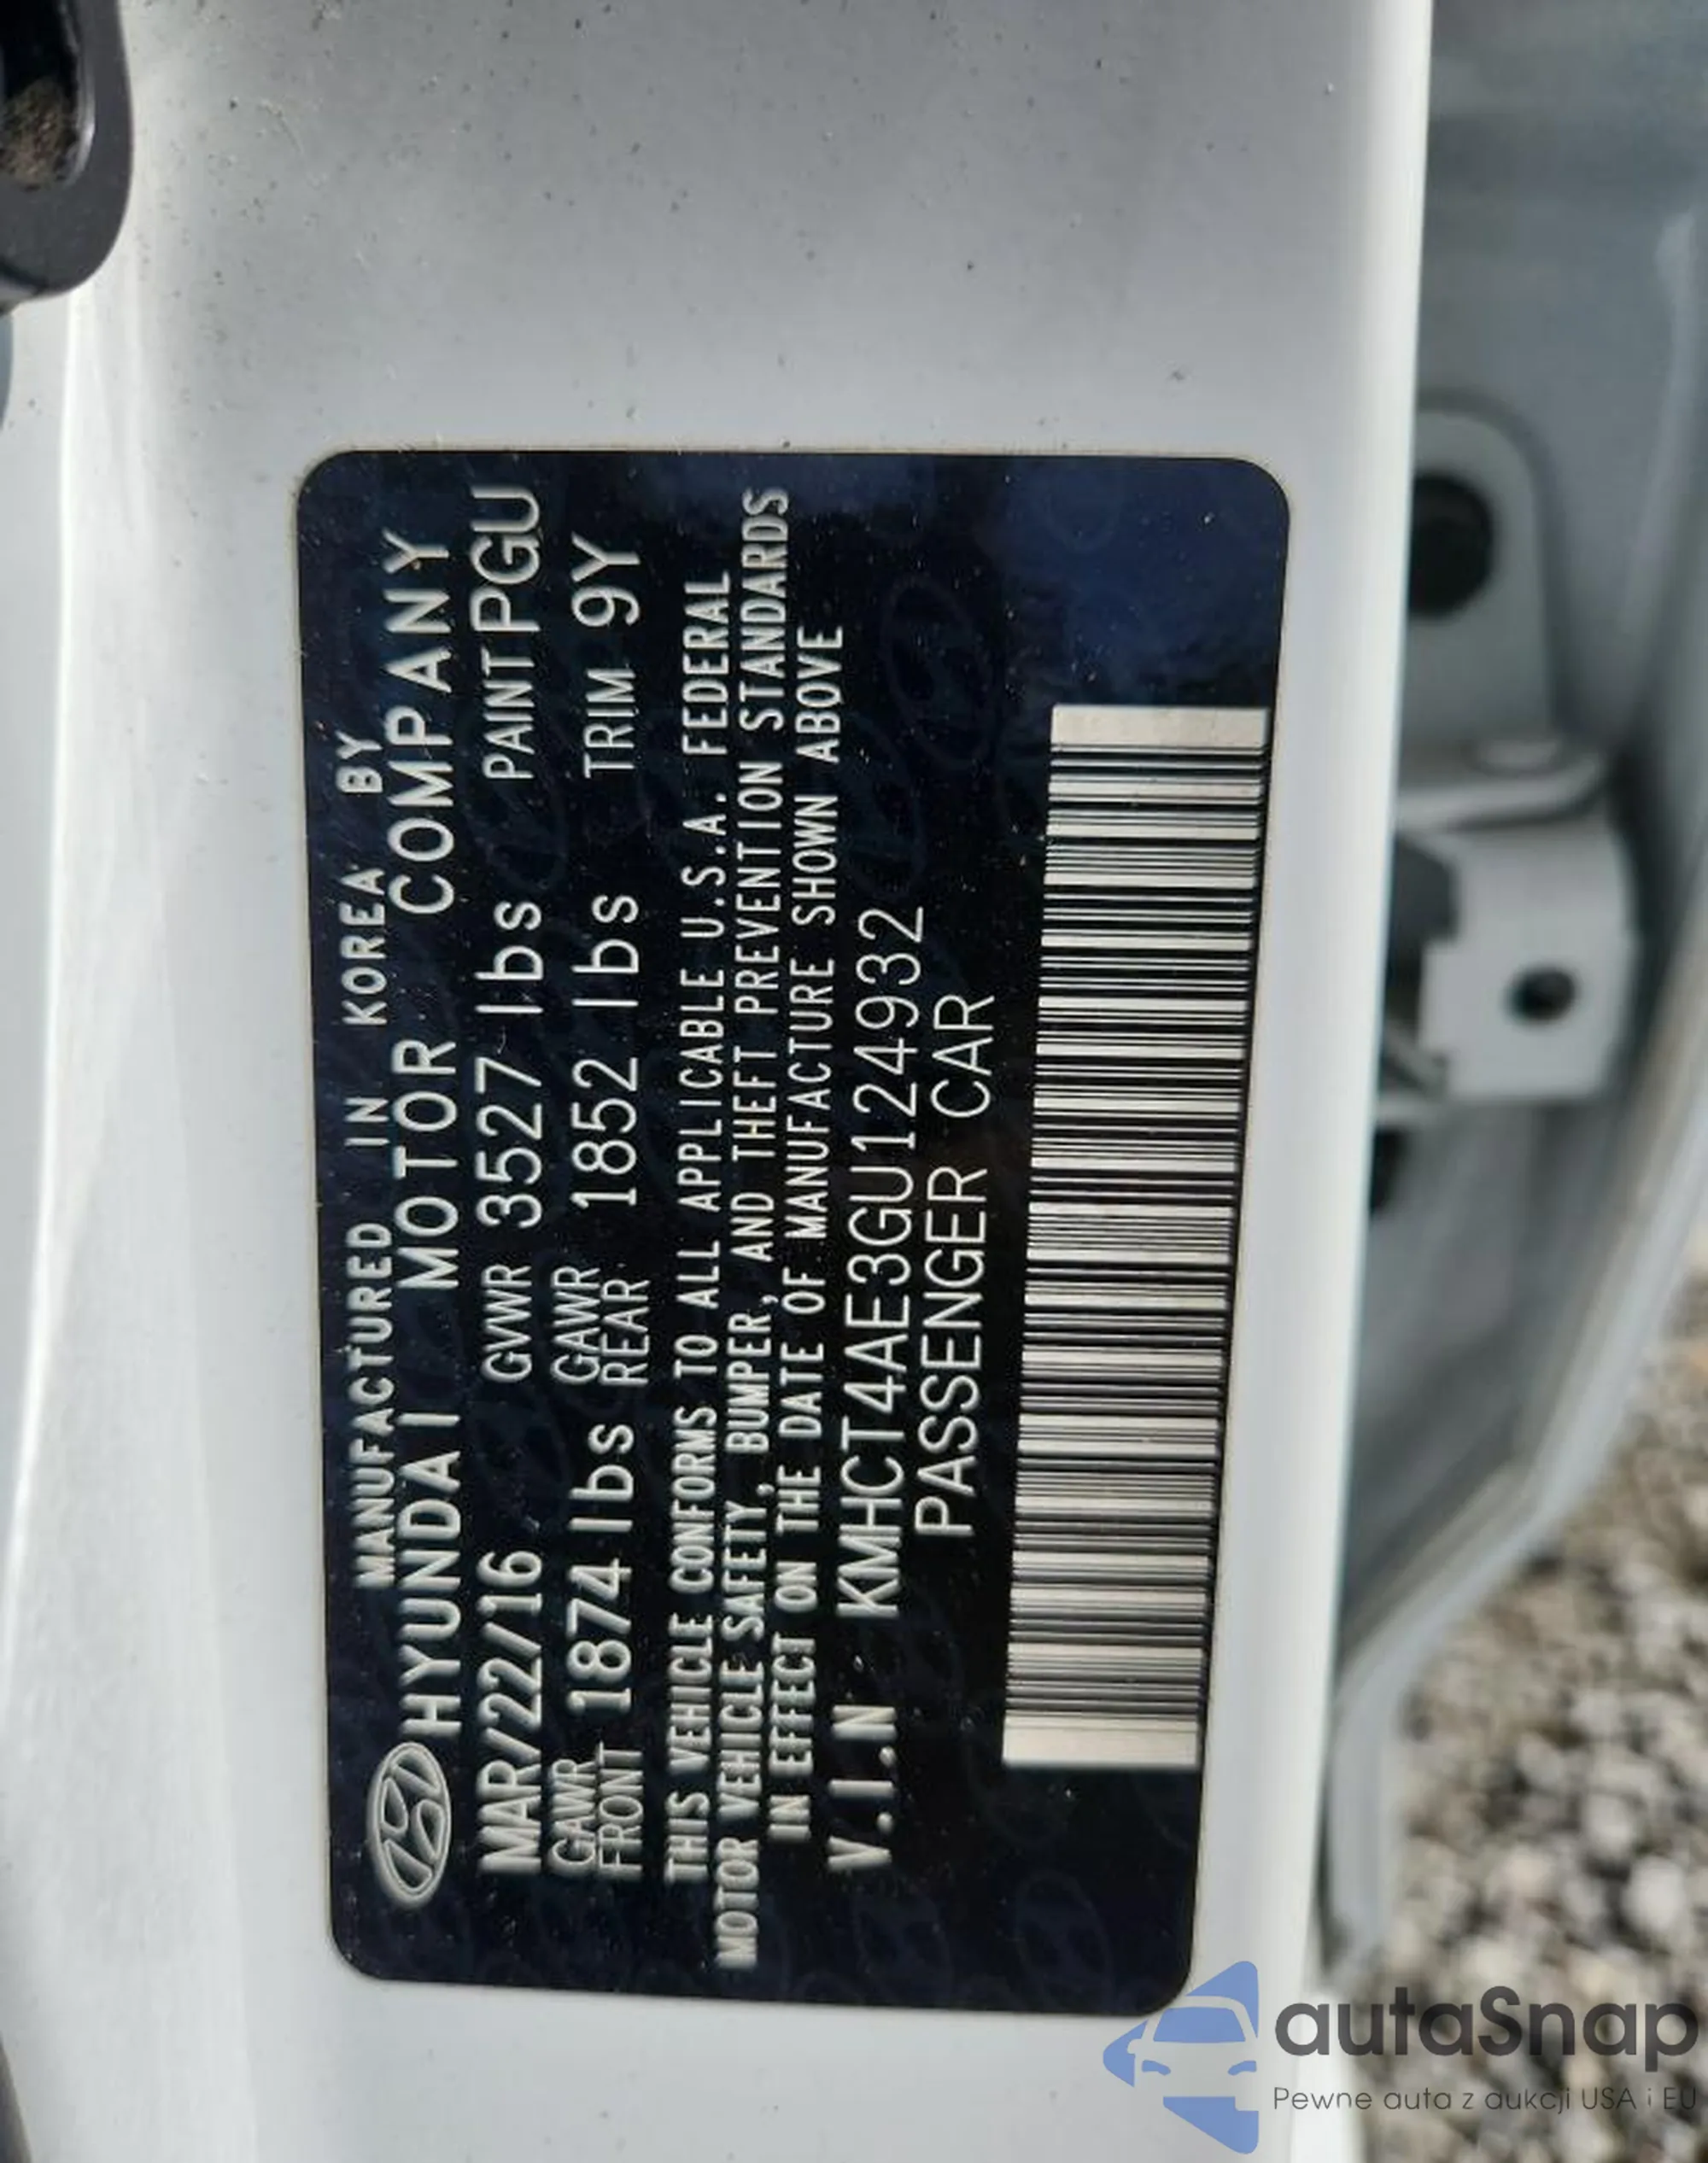 MANUFACTURED IN KOREA BY
HYUNDAI MOTOR COMPANY
MAR/22/16 GVWR 3527 lbs PAINT PGU
GAWR FRONT 1874 lbs GAWR REAR 1852 lbs TRIM 9Y
THIS VEHICLE CONFORMS TO ALL APPLICABLE U.S.A. FEDERAL
MOTOR VEHICLE SAFETY, BUMPER, AND THEFT PREVENTION STANDARDS
IN EFFECT ON THE DATE OF MANUFACTURE SHOWN ABOVE
V.I.N KMHCT4AE3GU124932
PASSENGER CAR
autaSnap
Pewne auta z aukcji USA i EU